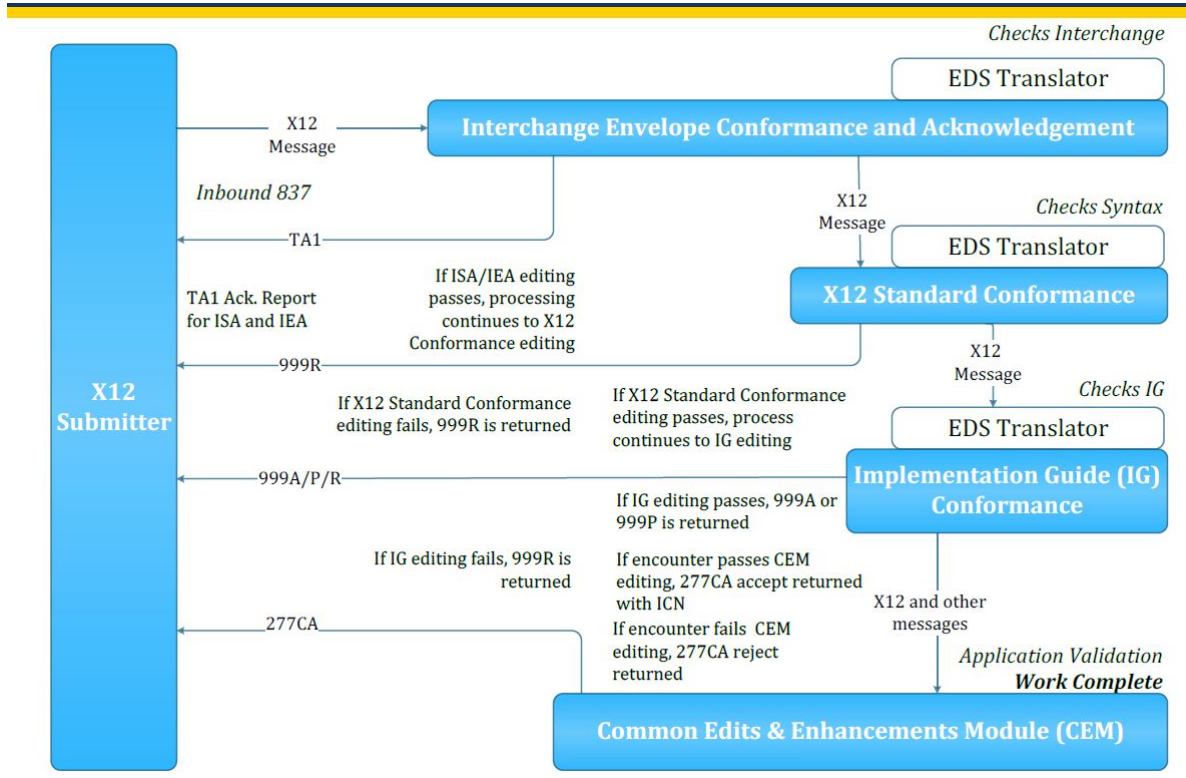 Checks Interchange
EDS Translator
Interchange Envelope Conformance and Acknowledgement
X12
Message
Inbound 837
X12
Message
Checks Syntax
EDS Translator
TA1
X12 Standard Conformance
TA1 Ack. Report
for ISA and IEA
If ISA/IEA editing
passes, processing
continues to X12
Conformance editing
999R
X12
Message
Checks IG
X12
Submitter
If X12 Standard Conformance
editing fails, 999R is returned
If X12 Standard Conformance
editing passes, process
continues to IG editing
EDS Translator
999A/P/R
Implementation Guide (IG)
Conformance
If IG editing passes, 999A or
999P is returned
If IG editing fails, 999R is
returned
If encounter passes CEM
editing, 277CA accept returned
with ICN
X12 and other
messages
277CA
If encounter fails  CEM
editing, 277CA reject
returned
Application Validation
Work Complete
Common Edits & Enhancements Module (CEM)